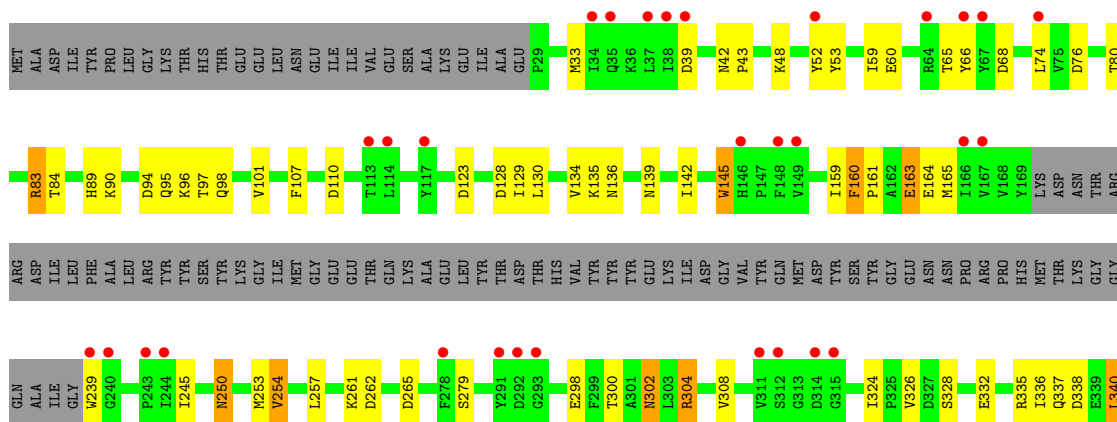 MET ALA ASP ILE TYR PRO LEU GLY LYS THR HIS THR GLU GLU LEU ASN GLU ILE ILE VAL GLU SER ALA LYS GLU ILE ALA GLU P29 M33 I34 Q35 K36 L37 I38 D39 N42 P43 K48 Y52 Y53 I59 E60 R64 T65 Y66 Y67 D68 L74 V75 D76 T80
R83 T84 H89 K90 D94 Q95 K96 T97 Q98 V101 F107 D110 T113 L114 Y117 D123 D128 I129 L130 V134 K135 N136 N139 I142 W145 H146 P147 F148 V149 I159 F160 P161 A162 E163 E164 M165 I166 V167 V168 Y169 LYS ASP ASN THR ARG
ARG ASP ILE LEU PHE ALA LEU ARG TYR TYR SER TYR LYS GLY ILE MET GLY GLU GLU THR GLN LYS ALA GLU LEU TYR THR ASP THR HIS VAL TYR TYR TYR GLU LYS ILE ASP GLY VAL TYR GLN MET ASP TYR SER TYR GLY GLU ASN ASN PRO ARG PRO HIS MET THR LYS GLY GLY
GLN ALA ILE GLY W239 G240 P243 I244 I245 N250 M253 V254 L257 K261 D262 D265 F278 S279 Y291 D292 G293 E298 F299 T300 A301 N302 L303 R304 V308 V311 S312 G313 D314 G315 I324 P325 V326 D327 S328 E332 R335 I336 Q337 D338 E339 L340